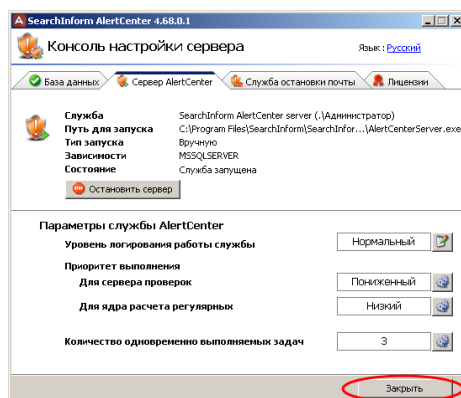 SearchInform AlertCenter 4.68.0.1
Консоль настройки сервера
Язык : Русский
База данных
Сервер AlertCenter
Служба остановки почты
Лицензии
Служба SearchInform AlertCenter server (.\Администратор)
Путь для запуска C:\Program Files\SearchInform\SearchInfor...\AlertCenterServer.exe
Тип запуска Вручную
Зависимости MSSQLSERVER
Состояние Служба запущена
Остановить сервер
Параметры службы AlertCenter
Уровень логирования работы службы Нормальный
Приоритет выполнения
Для сервера проверок Пониженный
Для ядра расчета регулярных Низкий
Количество одновременно выполняемых задач 3
Закрыть